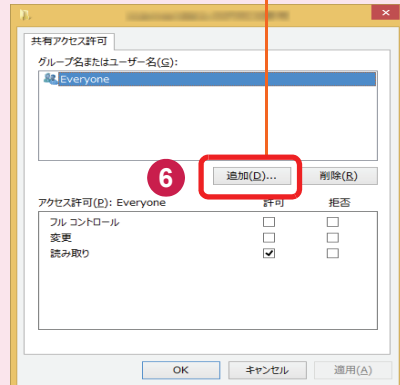 共有アクセス許可
グループ名またはユーザー名(G):
Everyone
6
追加(D)... 削除(R)
アクセス許可(P): Everyone 許可 拒否
フル コントロール
変更
読み取り
OK キャンセル 適用(A)